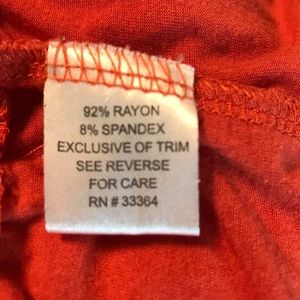 92% RAYON
8% SPANDEX
EXCLUSIVE OF TRIM
SEE REVERSE
FOR CARE
RN # 33364